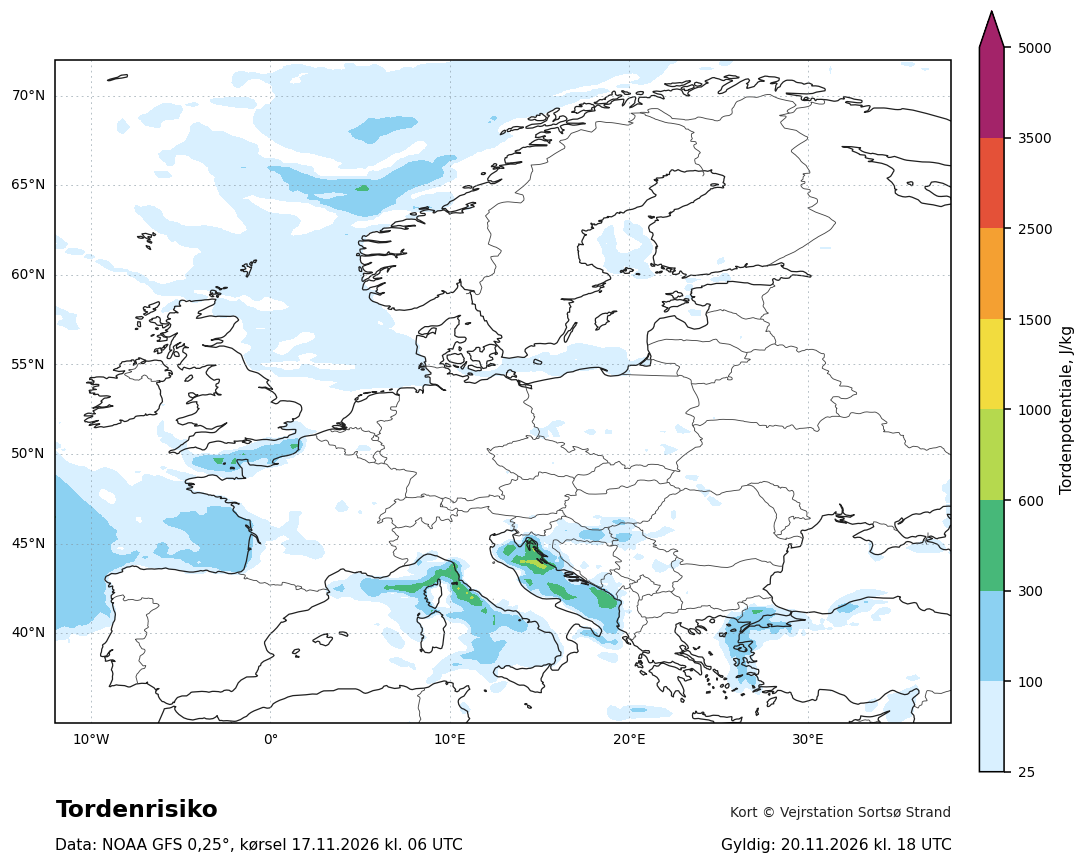 70°N
65°N
60°N
55°N
50°N
45°N
40°N
10°W
0°
10°E
20°E
30°E
5000
3500
2500
1500
1000
600
300
100
25
Tordenpotentiale, J/kg
Tordenrisiko
Kort © Vejrstation Sortsø Strand
Data: NOAA GFS 0,25°, kørsel 17.11.2026 kl. 06 UTC
Gyldig: 20.11.2026 kl. 18 UTC